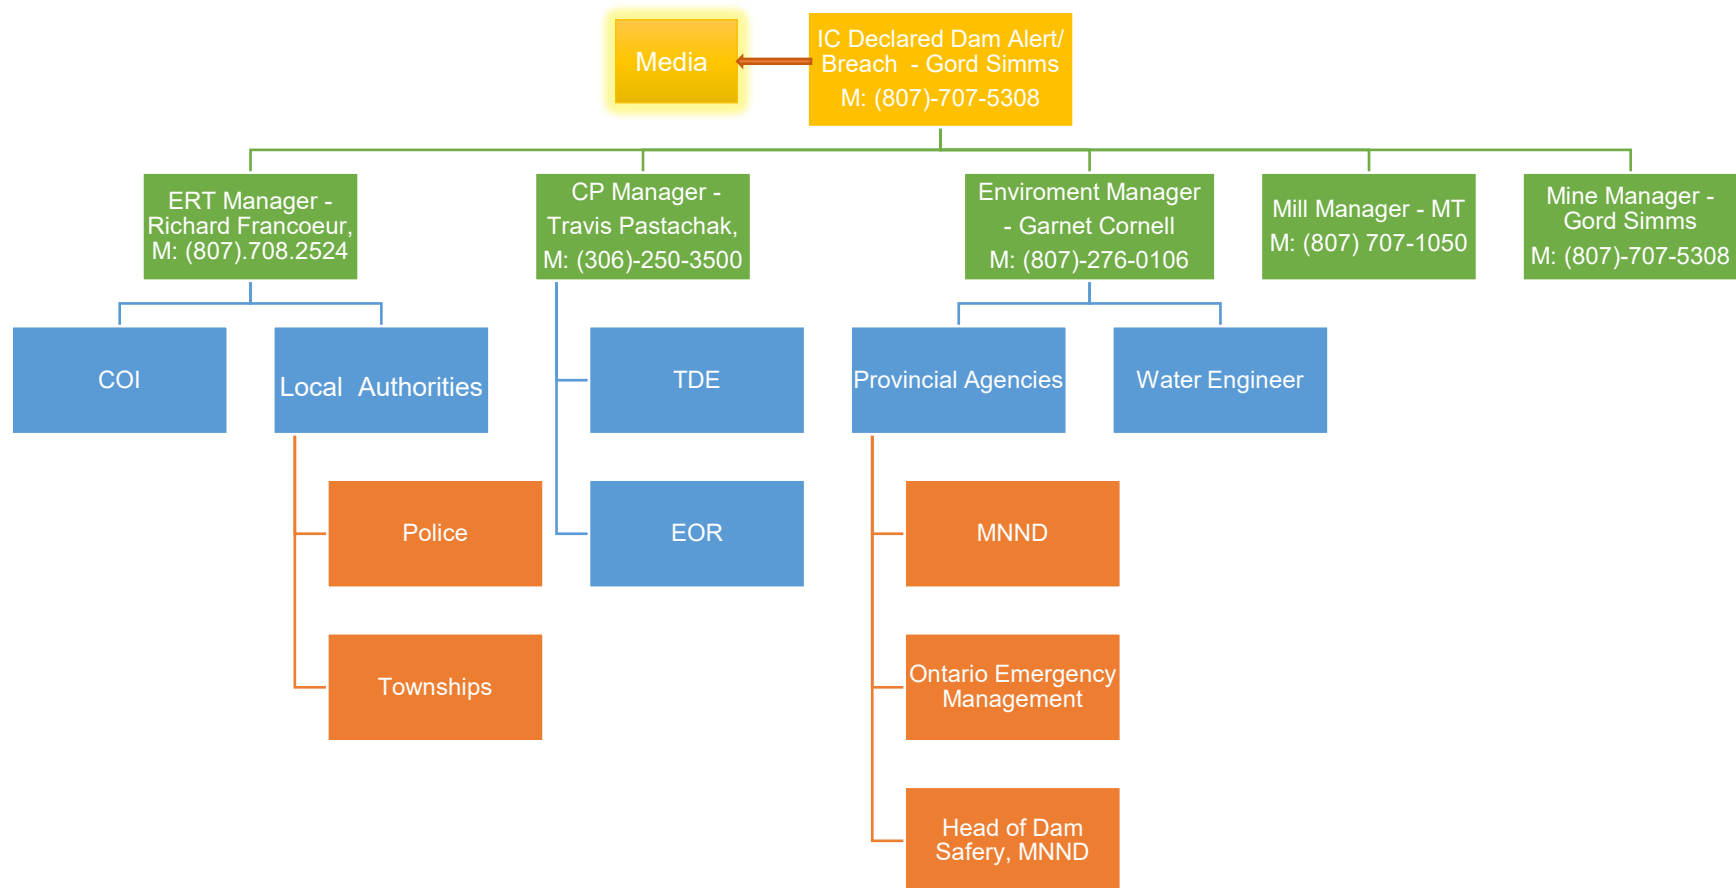 Media
IC Declared Dam Alert/
Breach - Gord Simms
M: (807)-707-5308
ERT Manager -
Richard Francoeur,
M: (807).708.2524
CP Manager -
Travis Pastachak,
M: (306)-250-3500
Enviroment Manager
- Garnet Cornell
M: (807)-276-0106
Mill Manager - MT
M: (807) 707-1050
Mine Manager -
Gord Simms
M: (807)-707-5308
COI
Local Authorities
TDE
Provincial Agencies
Water Engineer
Police
EOR
MNND
Townships
Ontario Emergency
Management
Head of Dam
Safery, MNND